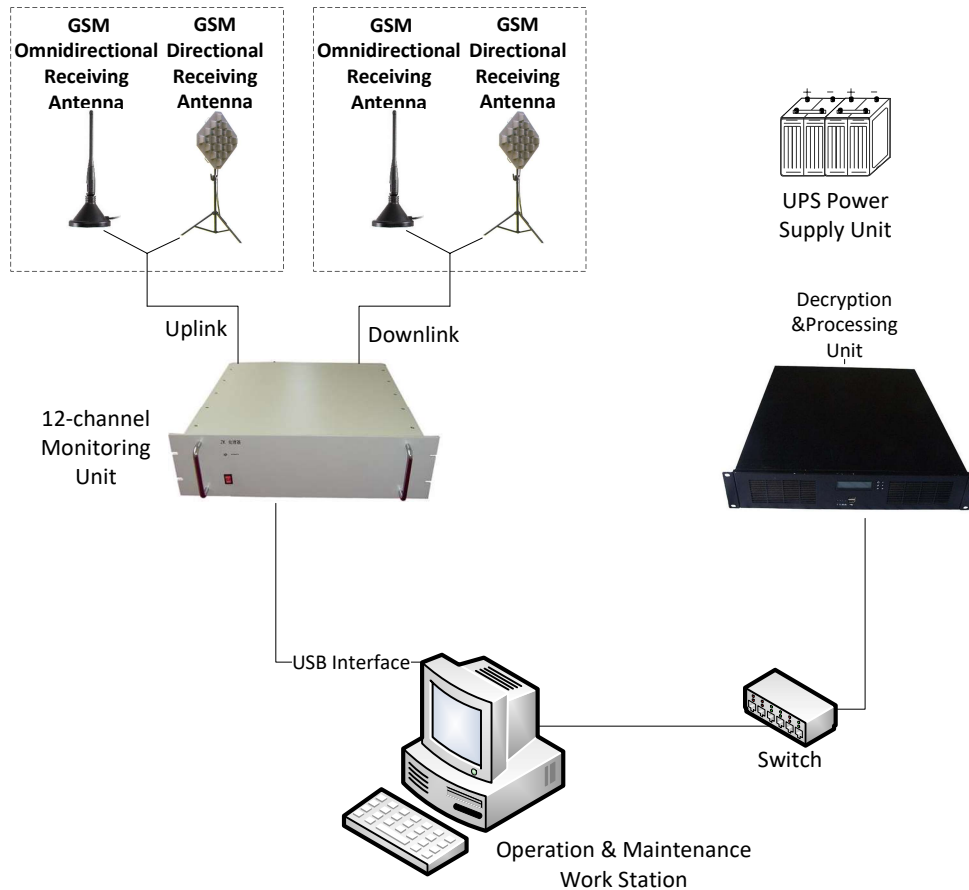 GSM
Omnidirectional
Receiving
Antenna
GSM
Directional
Receiving
Antenna
GSM
Omnidirectional
Receiving
Antenna
GSM
Directional
Receiving
Antenna
+ - + -
UPS Power
Supply Unit
Uplink
Downlink
Decryption
&Processing
Unit
12-channel
Monitoring
Unit
USB Interface
Switch
Operation & Maintenance
Work Station